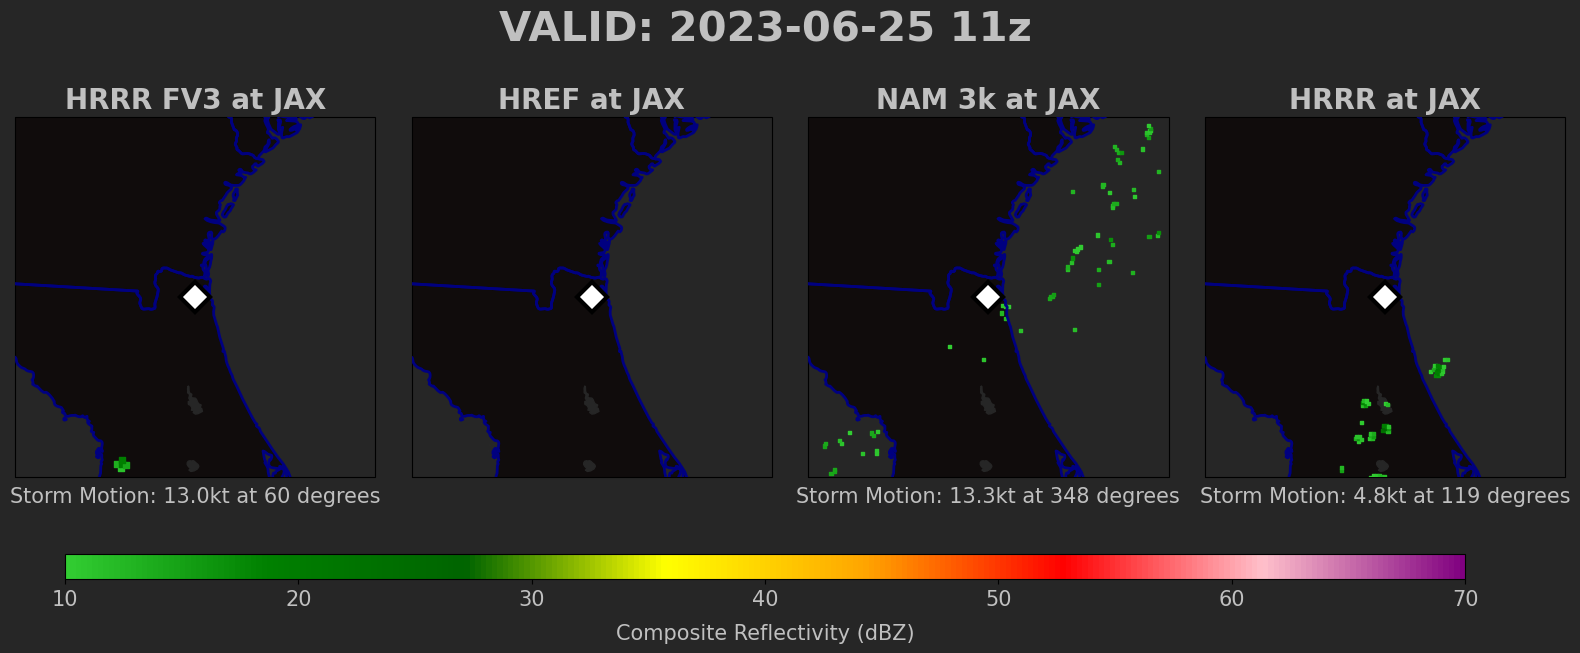 VALID: 2023-06-25 11z
HRRR FV3 at JAX
HREF at JAX
NAM 3k at JAX
HRRR at JAX
Storm Motion: 13.0kt at 60 degrees
Storm Motion: 13.3kt at 348 degrees
Storm Motion: 4.8kt at 119 degrees
10 20 30 40 50 60 70
Composite Reflectivity (dBZ)